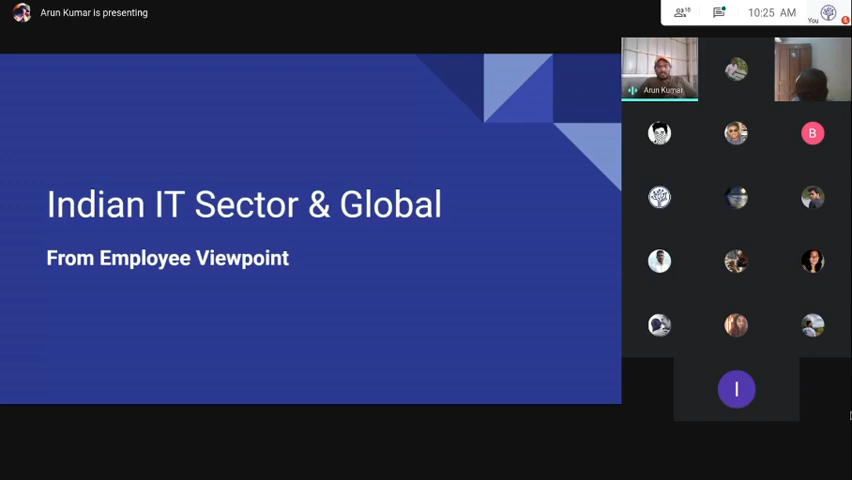 Arun Kumar is presenting
18
10:25 AM
You
Indian IT Sector & Global
From Employee Viewpoint
Arun Kumar
B
I